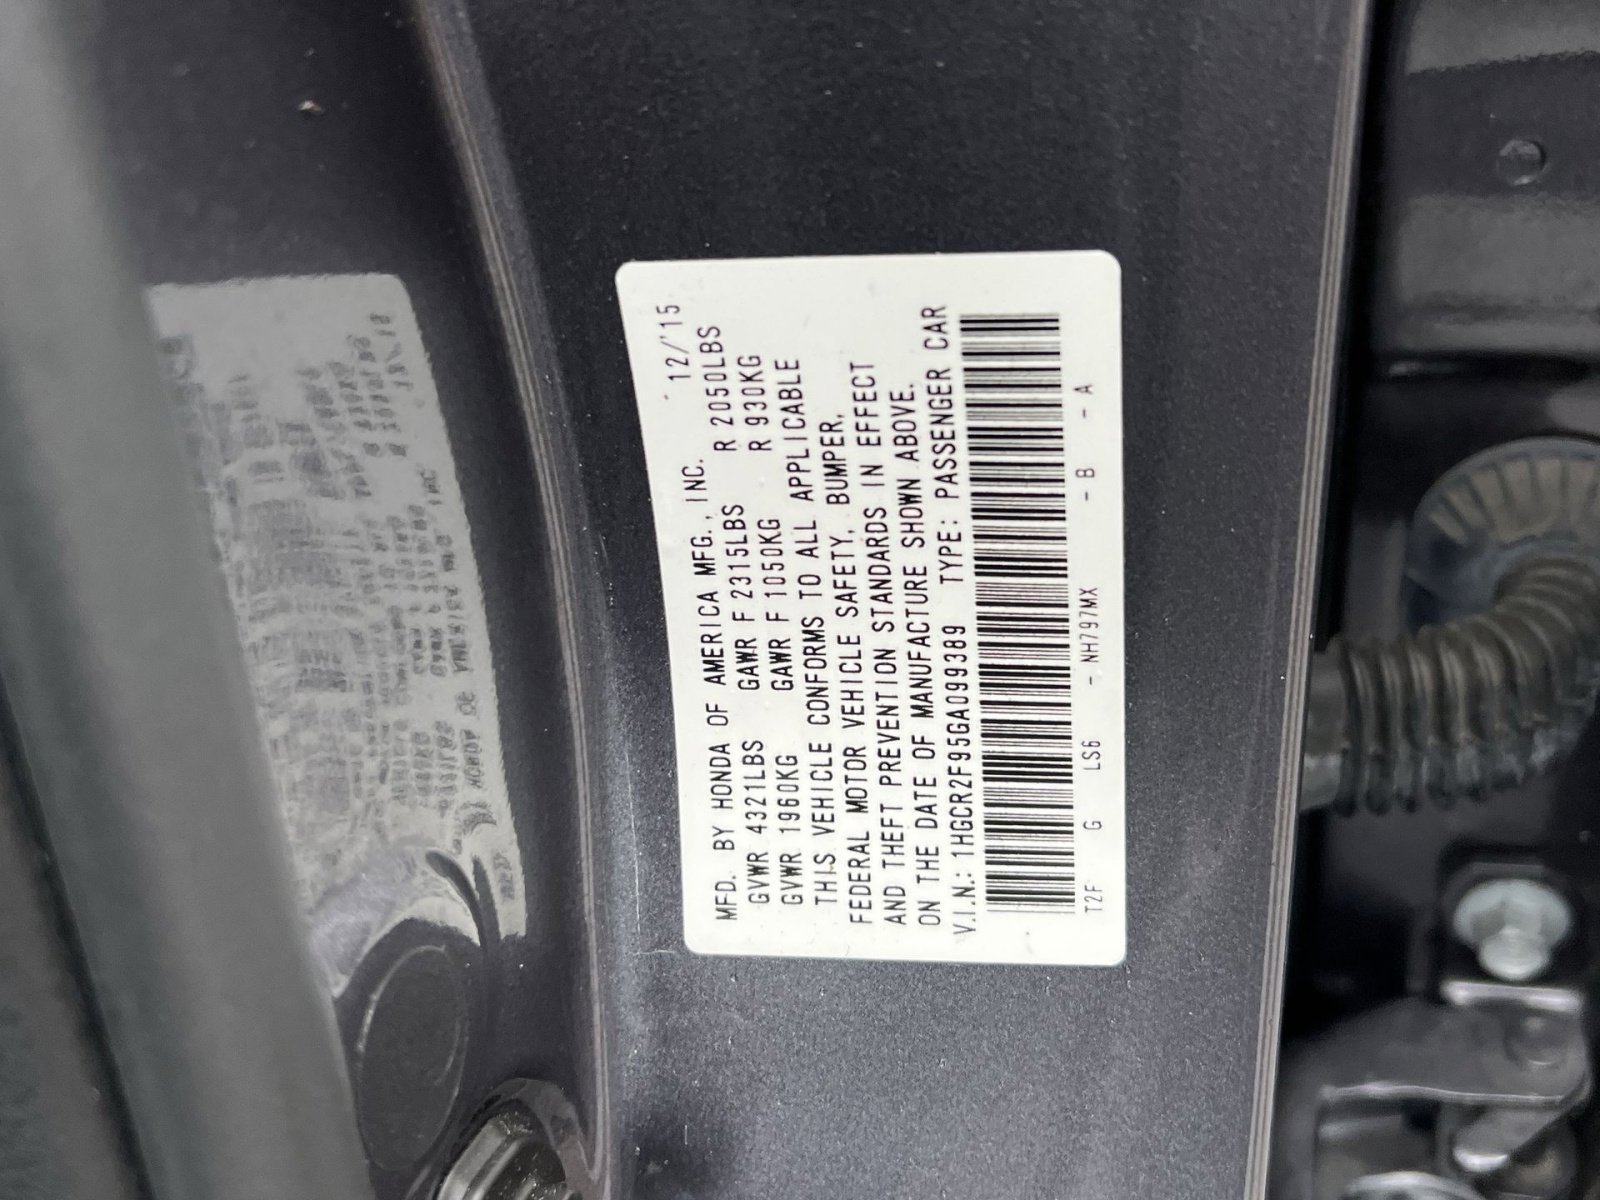 MFD. BY HONDA OF AMERICA MFG., INC. 12/'15
GVWR 4321LBS GAWR F 2315LBS R 2050LBS
GVWR 1960KG GAWR F 1050KG R 930KG
THIS VEHICLE CONFORMS TO ALL APPLICABLE
FEDERAL MOTOR VEHICLE SAFETY, BUMPER,
AND THEFT PREVENTION STANDARDS IN EFFECT
ON THE DATE OF MANUFACTURE SHOWN ABOVE.
V.I.N.: 1HGCR2F95GA099389 TYPE: PASSENGER CAR
T2F G LS6 - NH797MX - B - A